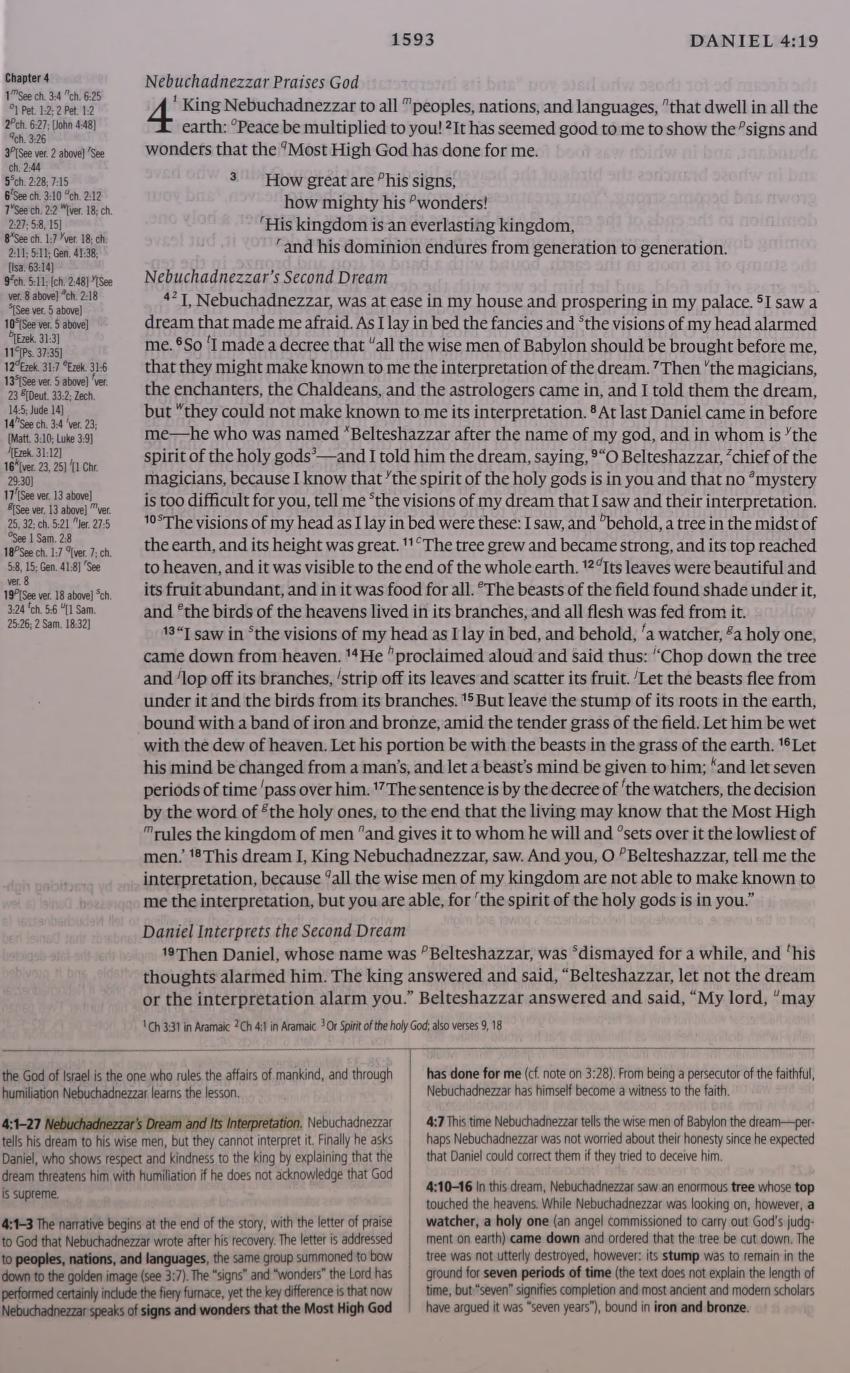 1593
DANIEL 4:19
Chapter 4
1 m See ch. 3:4 n ch. 6:25
o 1 Pet. 1:2; 2 Pet. 1:2
2 p ch. 6:27; [John 4:48]
q ch. 3:26
3 p [See ver. 2 above] r See
ch. 2:44
5 s ch. 2:28; 7:15
6 t See ch. 3:10 u ch. 2:12
7 v See ch. 2:2 w [ver. 18; ch.
2:27; 5:8, 15]
8 x See ch. 1:7 y ver. 18; ch.
2:11; 5:11; Gen. 41:38;
[Isa. 63:14]
9 z ch. 5:11; [ch. 2:48] y [See
ver. 8 above] a ch. 2:18
s [See ver. 5 above]
10 s [See ver. 5 above]
b [Ezek. 31:3]
11 c [Ps. 37:35]
12 d Ezek. 31:7 e Ezek. 31:6
13 s [See ver. 5 above] f ver.
23 g [Deut. 33:2; Zech.
14:5; Jude 14]
14 h See ch. 3:4 i ver. 23;
[Matt. 3:10; Luke 3:9]
j [Ezek. 31:12]
16 k [ver. 23, 25] l [1 Chr.
29:30]
17 f [See ver. 13 above]
g [See ver. 13 above] m ver.
25, 32; ch. 5:21 n Jer. 27:5
o See 1 Sam. 2:8
18 p See ch. 1:7 q [ver. 7; ch.
5:8, 15; Gen. 41:8] r See
ver. 8
19 p [See ver. 18 above] s ch.
3:24 t ch. 5:6 u [1 Sam.
25:26; 2 Sam. 18:32]
Nebuchadnezzar Praises God
4 1 King Nebuchadnezzar to all m peoples, nations, and languages, n that dwell in all the
earth: o Peace be multiplied to you! 2 It has seemed good to me to show the p signs and
wonders that the q Most High God has done for me.
3 How great are p his signs,
how mighty his p wonders!
r His kingdom is an everlasting kingdom,
r and his dominion endures from generation to generation.
Nebuchadnezzar's Second Dream
4 2 I, Nebuchadnezzar, was at ease in my house and prospering in my palace. 5 I saw a
dream that made me afraid. As I lay in bed the fancies and s the visions of my head alarmed
me. 6 So t I made a decree that u all the wise men of Babylon should be brought before me,
that they might make known to me the interpretation of the dream. 7 Then v the magicians,
the enchanters, the Chaldeans, and the astrologers came in, and I told them the dream,
but w they could not make known to me its interpretation. 8 At last Daniel came in before
me—he who was named x Belteshazzar after the name of my god, and in whom is y the
spirit of the holy gods 3—and I told him the dream, saying, 9 “O Belteshazzar, z chief of the
magicians, because I know that y the spirit of the holy gods is in you and that no a mystery
is too difficult for you, tell me s the visions of my dream that I saw and their interpretation.
10 s The visions of my head as I lay in bed were these: I saw, and b behold, a tree in the midst of
the earth, and its height was great. 11 c The tree grew and became strong, and its top reached
to heaven, and it was visible to the end of the whole earth. 12 d Its leaves were beautiful and
its fruit abundant, and in it was food for all. e The beasts of the field found shade under it,
and e the birds of the heavens lived in its branches, and all flesh was fed from it.
13 “I saw in s the visions of my head as I lay in bed, and behold, f a watcher, g a holy one,
came down from heaven. 14 He h proclaimed aloud and said thus: i ‘Chop down the tree
and j lop off its branches, j strip off its leaves and scatter its fruit. j Let the beasts flee from
under it and the birds from its branches. 15 But leave the stump of its roots in the earth,
bound with a band of iron and bronze, amid the tender grass of the field. Let him be wet
with the dew of heaven. Let his portion be with the beasts in the grass of the earth. 16 Let
his mind be changed from a man's, and let a beast's mind be given to him; k and let seven
periods of time l pass over him. 17 The sentence is by the decree of f the watchers, the decision
by the word of g the holy ones, to the end that the living may know that the Most High
m rules the kingdom of men n and gives it to whom he will and o sets over it the lowliest of
men.’ 18 This dream I, King Nebuchadnezzar, saw. And you, O p Belteshazzar, tell me the
interpretation, because q all the wise men of my kingdom are not able to make known to
me the interpretation, but you are able, for r the spirit of the holy gods is in you.”
Daniel Interprets the Second Dream
19 Then Daniel, whose name was p Belteshazzar, was s dismayed for a while, and t his
thoughts alarmed him. The king answered and said, “Belteshazzar, let not the dream
or the interpretation alarm you.” Belteshazzar answered and said, “My lord, u may
1 Ch 3:31 in Aramaic 2 Ch 4:1 in Aramaic 3 Or Spirit of the holy God; also verses 9, 18
the God of Israel is the one who rules the affairs of mankind, and through
humiliation Nebuchadnezzar learns the lesson.
4:1–27 Nebuchadnezzar's Dream and Its Interpretation. Nebuchadnezzar
tells his dream to his wise men, but they cannot interpret it. Finally he asks
Daniel, who shows respect and kindness to the king by explaining that the
dream threatens him with humiliation if he does not acknowledge that God
is supreme.
4:1–3 The narrative begins at the end of the story, with the letter of praise
to God that Nebuchadnezzar wrote after his recovery. The letter is addressed
to peoples, nations, and languages, the same group summoned to bow
down to the golden image (see 3:7). The “signs” and “wonders” the Lord has
performed certainly include the fiery furnace, yet the key difference is that now
Nebuchadnezzar speaks of signs and wonders that the Most High God
has done for me (cf. note on 3:28). From being a persecutor of the faithful,
Nebuchadnezzar has himself become a witness to the faith.
4:7 This time Nebuchadnezzar tells the wise men of Babylon the dream—per-
haps Nebuchadnezzar was not worried about their honesty since he expected
that Daniel could correct them if they tried to deceive him.
4:10–16 In this dream, Nebuchadnezzar saw an enormous tree whose top
touched the heavens. While Nebuchadnezzar was looking on, however, a
watcher, a holy one (an angel commissioned to carry out God's judg-
ment on earth) came down and ordered that the tree be cut down. The
tree was not utterly destroyed, however: its stump was to remain in the
ground for seven periods of time (the text does not explain the length of
time, but “seven” signifies completion and most ancient and modern scholars
have argued it was “seven years”), bound in iron and bronze.